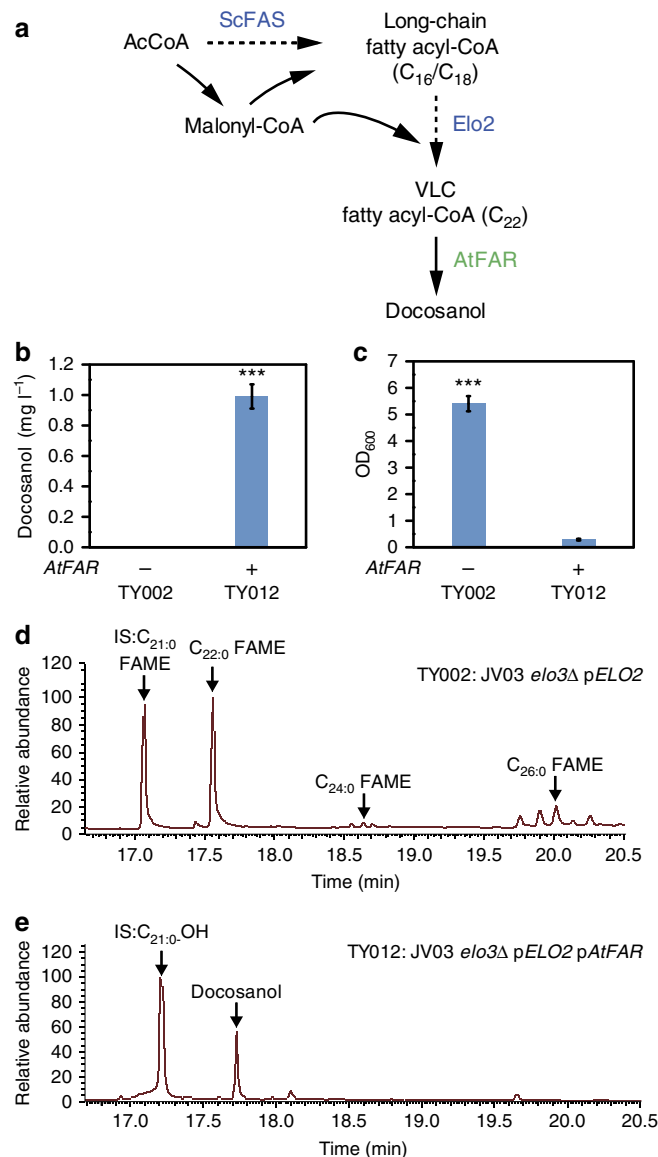 a
ScFAS
AcCoA
Long-chain
fatty acyl-CoA
(C16/C18)
Malonyl-CoA
Elo2
VLC
fatty acyl-CoA (C22)
AtFAR
Docosanol
b
Docosanol (mg l−1)
1.2
1.0
0.8
0.6
0.4
0.2
0.0
***
AtFAR − +
TY002 TY012
c
OD600
7
6
5
4
3
2
1
0
***
AtFAR − +
TY002 TY012
d
IS:C21:0
FAME
C22:0 FAME
TY002: JV03 elo3Δ pELO2
C24:0 FAME
C26:0 FAME
Relative abundance
120
100
80
60
40
20
0
17.0 17.5 18.0 18.5 19.0 19.5 20.0 20.5
Time (min)
e
IS:C21:0-OH
TY012: JV03 elo3Δ pELO2 pAtFAR
Docosanol
Relative abundance
120
100
80
60
40
20
0
17.0 17.5 18.0 18.5 19.0 19.5 20.0 20.5
Time (min)